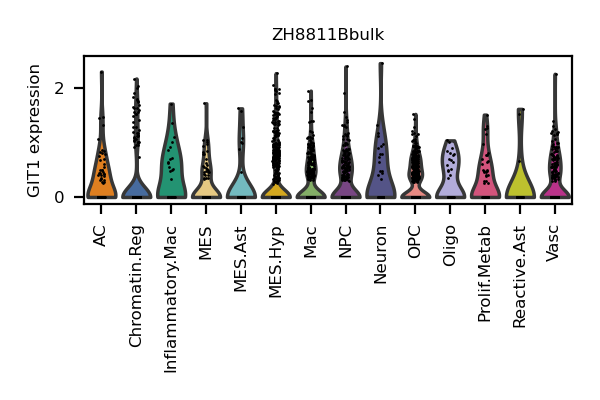 ZH8811Bbulk
GIT1 expression
2
0
AC
Chromatin.Reg
Inflammatory.Mac
MES
MES.Ast
MES.Hyp
Mac
NPC
Neuron
OPC
Oligo
Prolif.Metab
Reactive.Ast
Vasc